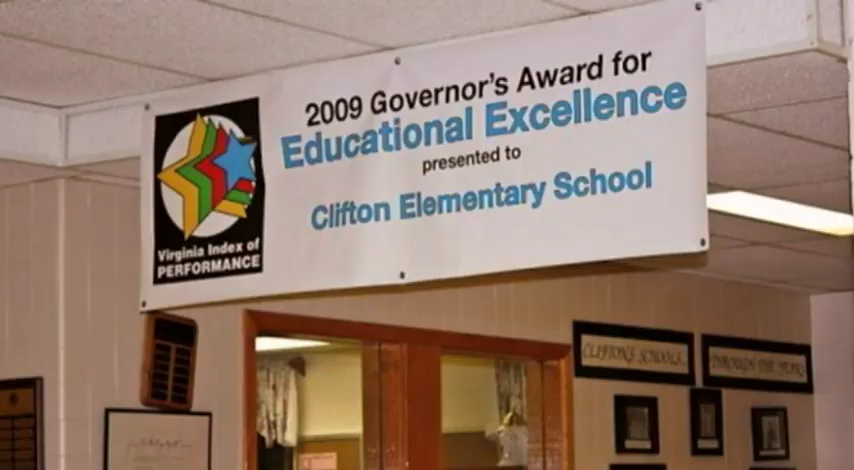 2009 Governor's Award for
Educational Excellence
presented to
Clifton Elementary School
Virginia Index of
PERFORMANCE
CLIFTON'S SCHOOLS...
THROUGH THE YEARS